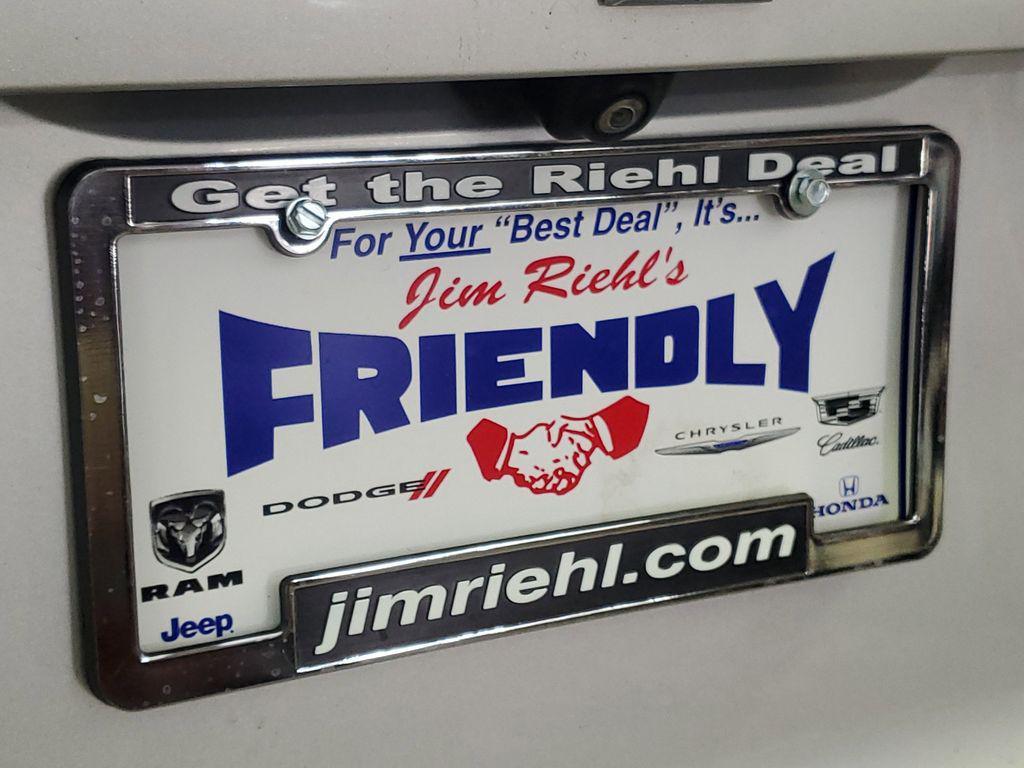 Get the Riehl Deal
For Your "Best Deal", It's...
Jim Riehl's
FRIENDLY
DODGE
CHRYSLER
Cadillac.
RAM
HONDA
Jeep
jimriehl.com